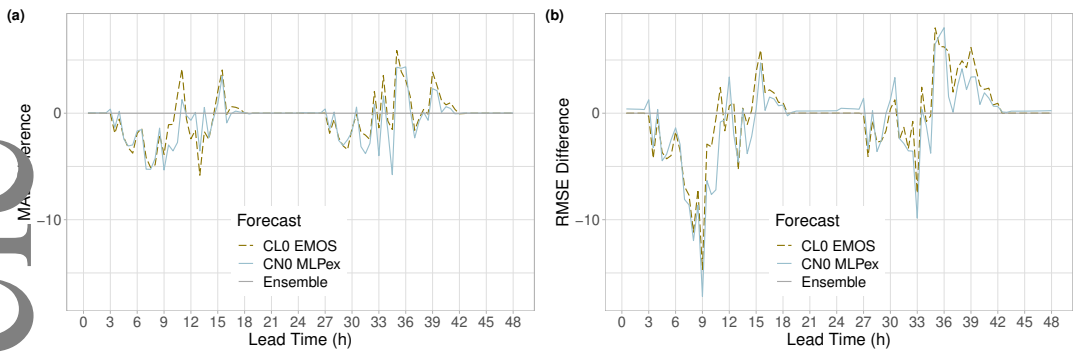 (a)
0
−10
Forecast
CL0 EMOS
CN0 MLPex
Ensemble
0 3 6 9 12 15 18 21 24 27 30 33 36 39 42 45 48
Lead Time (h)
(b)
RMSE Difference
0
−10
Forecast
CL0 EMOS
CN0 MLPex
Ensemble
0 3 6 9 12 15 18 21 24 27 30 33 36 39 42 45 48
Lead Time (h)